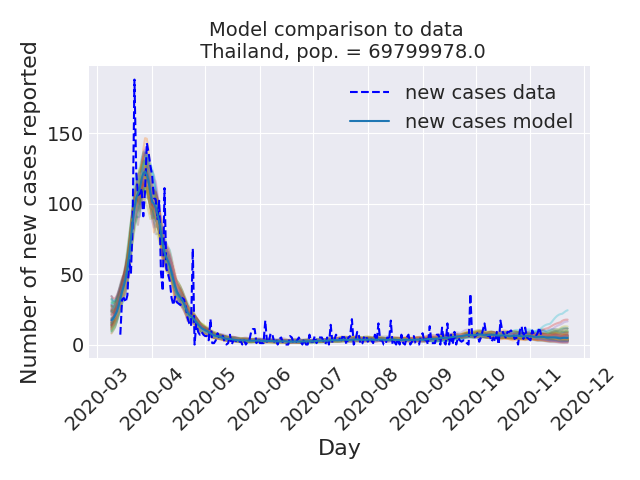 Model comparison to data
Thailand, pop. = 69799978.0
Number of new cases reported
150
100
50
0
new cases data
new cases model
2020-03
2020-04
2020-05
2020-06
2020-07
2020-08
2020-09
2020-10
2020-11
2020-12
Day